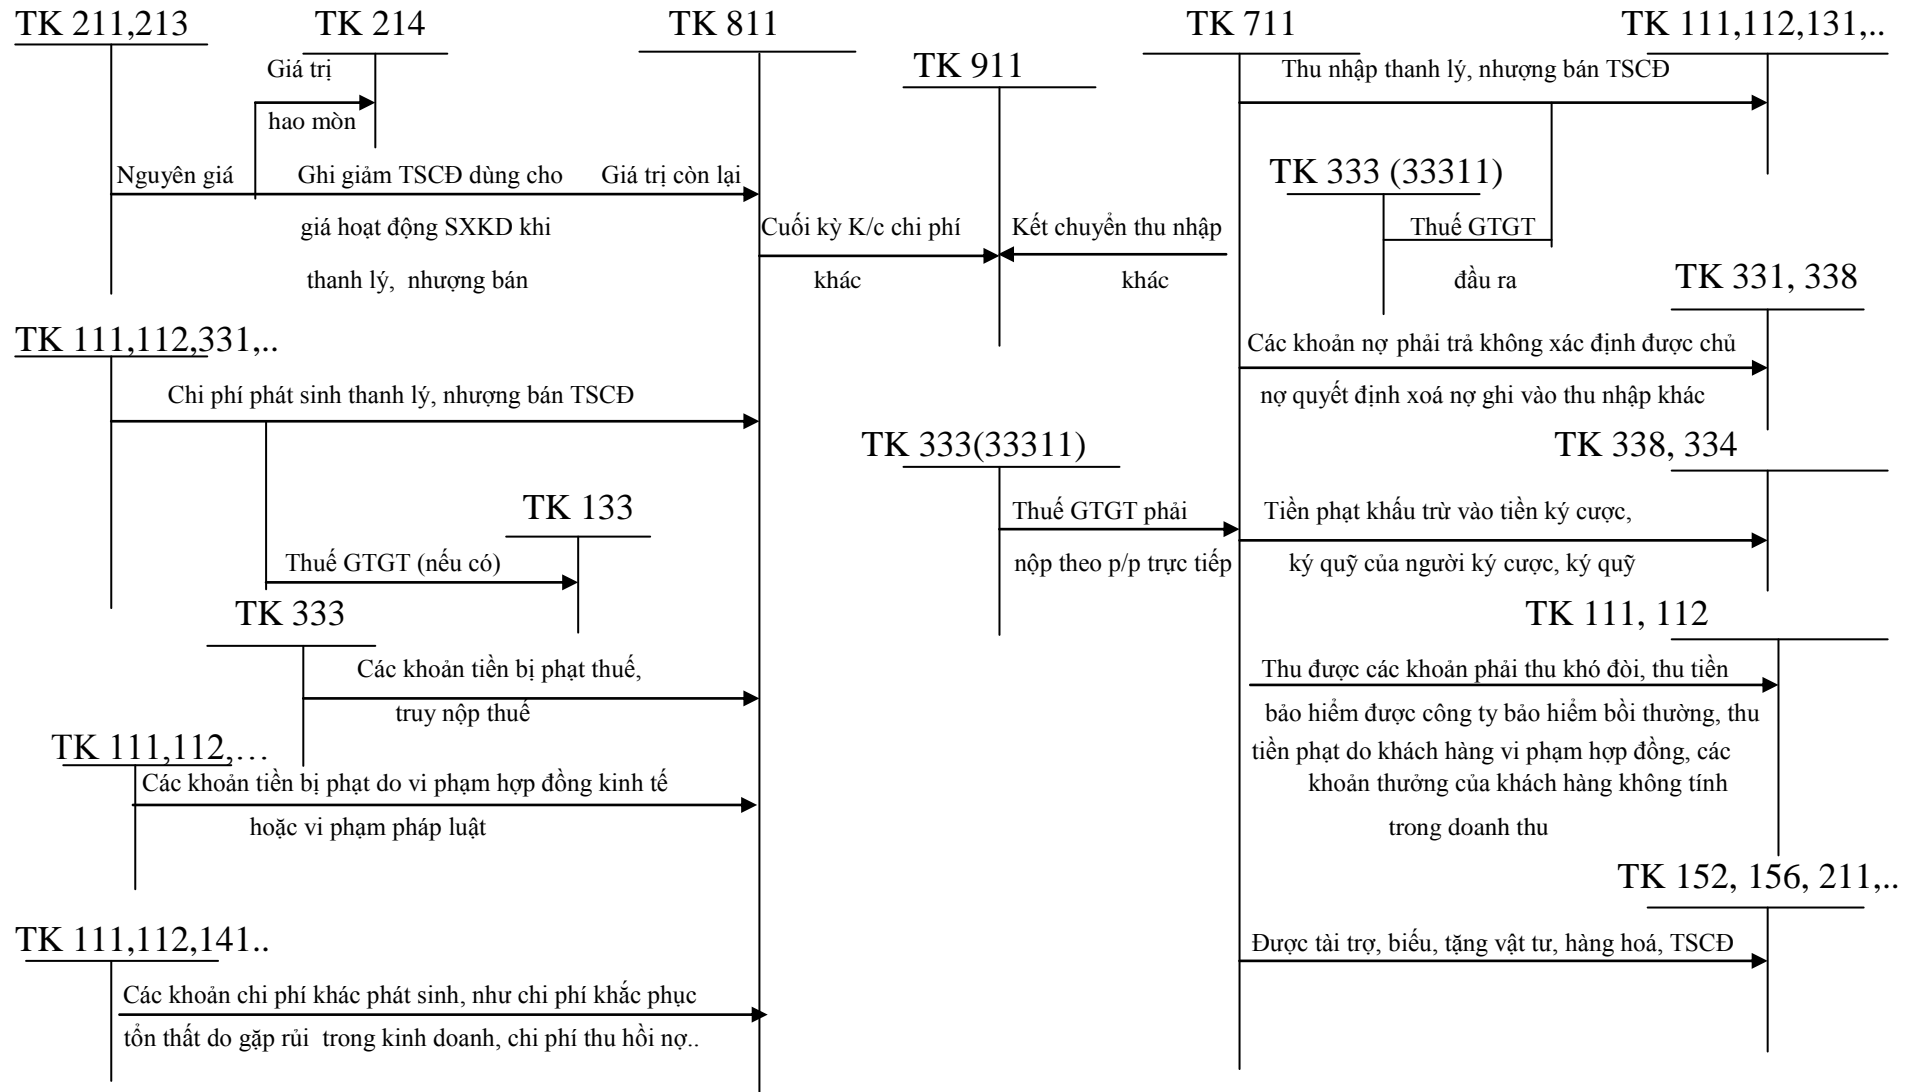 TK 211,213
TK 214
TK 811
TK 711
TK 111,112,131,..
Giá trị
hao mòn
TK 911
Thu nhập thanh lý, nhượng bán TSCĐ
Nguyên giá
Ghi giảm TSCĐ dùng cho
Giá trị còn lại
giá hoạt động SXKD khi
thanh lý, nhượng bán
TK 333 (33311)
Thuế GTGT
đầu ra
Cuối kỳ K/c chi phí
khác
Kết chuyển thu nhập
khác
TK 331, 338
TK 111,112,331,..
Các khoản nợ phải trả không xác định được chủ
nợ quyết định xoá nợ ghi vào thu nhập khác
Chi phí phát sinh thanh lý, nhượng bán TSCĐ
TK 333(33311)
TK 338, 334
TK 133
Thuế GTGT phải
nộp theo p/p trực tiếp
Tiền phạt khấu trừ vào tiền ký cược,
ký quỹ của người ký cược, ký quỹ
Thuế GTGT (nếu có)
TK 333
TK 111, 112
Các khoản tiền bị phạt thuế,
truy nộp thuế
Thu được các khoản phải thu khó đòi, thu tiền
bảo hiểm được công ty bảo hiểm bồi thường, thu
tiền phạt do khách hàng vi phạm hợp đồng, các
khoản thưởng của khách hàng không tính
trong doanh thu
TK 111,112,…
Các khoản tiền bị phạt do vi phạm hợp đồng kinh tế
hoặc vi phạm pháp luật
TK 152, 156, 211,..
TK 111,112,141..
Được tài trợ, biếu, tặng vật tư, hàng hoá, TSCĐ
Các khoản chi phí khác phát sinh, như chi phí khắc phục
tổn thất do gặp rủi trong kinh doanh, chi phí thu hồi nợ..